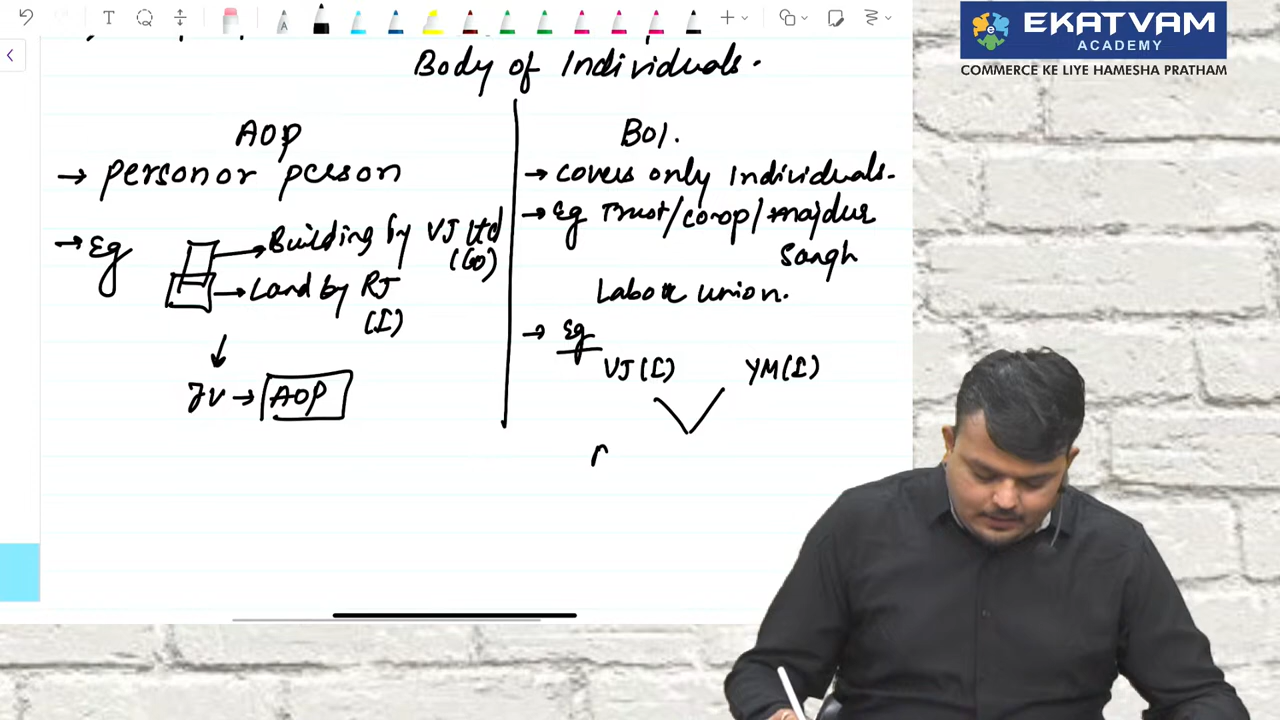 EKATVAM
ACADEMY
COMMERCE KE LIYE HAMESHA PRATHAM
Body of Individuals.
AOP
→ person or person
→ Eg
Building by VJ Ltd
(Co)
Land by RJ
(I)
JV → AOP
BOI.
→ covers only Individuals.
→ Eg Trust/co.op/majdur
Sangh
Labour union.
→ Eg
VJ(I) YM(I)